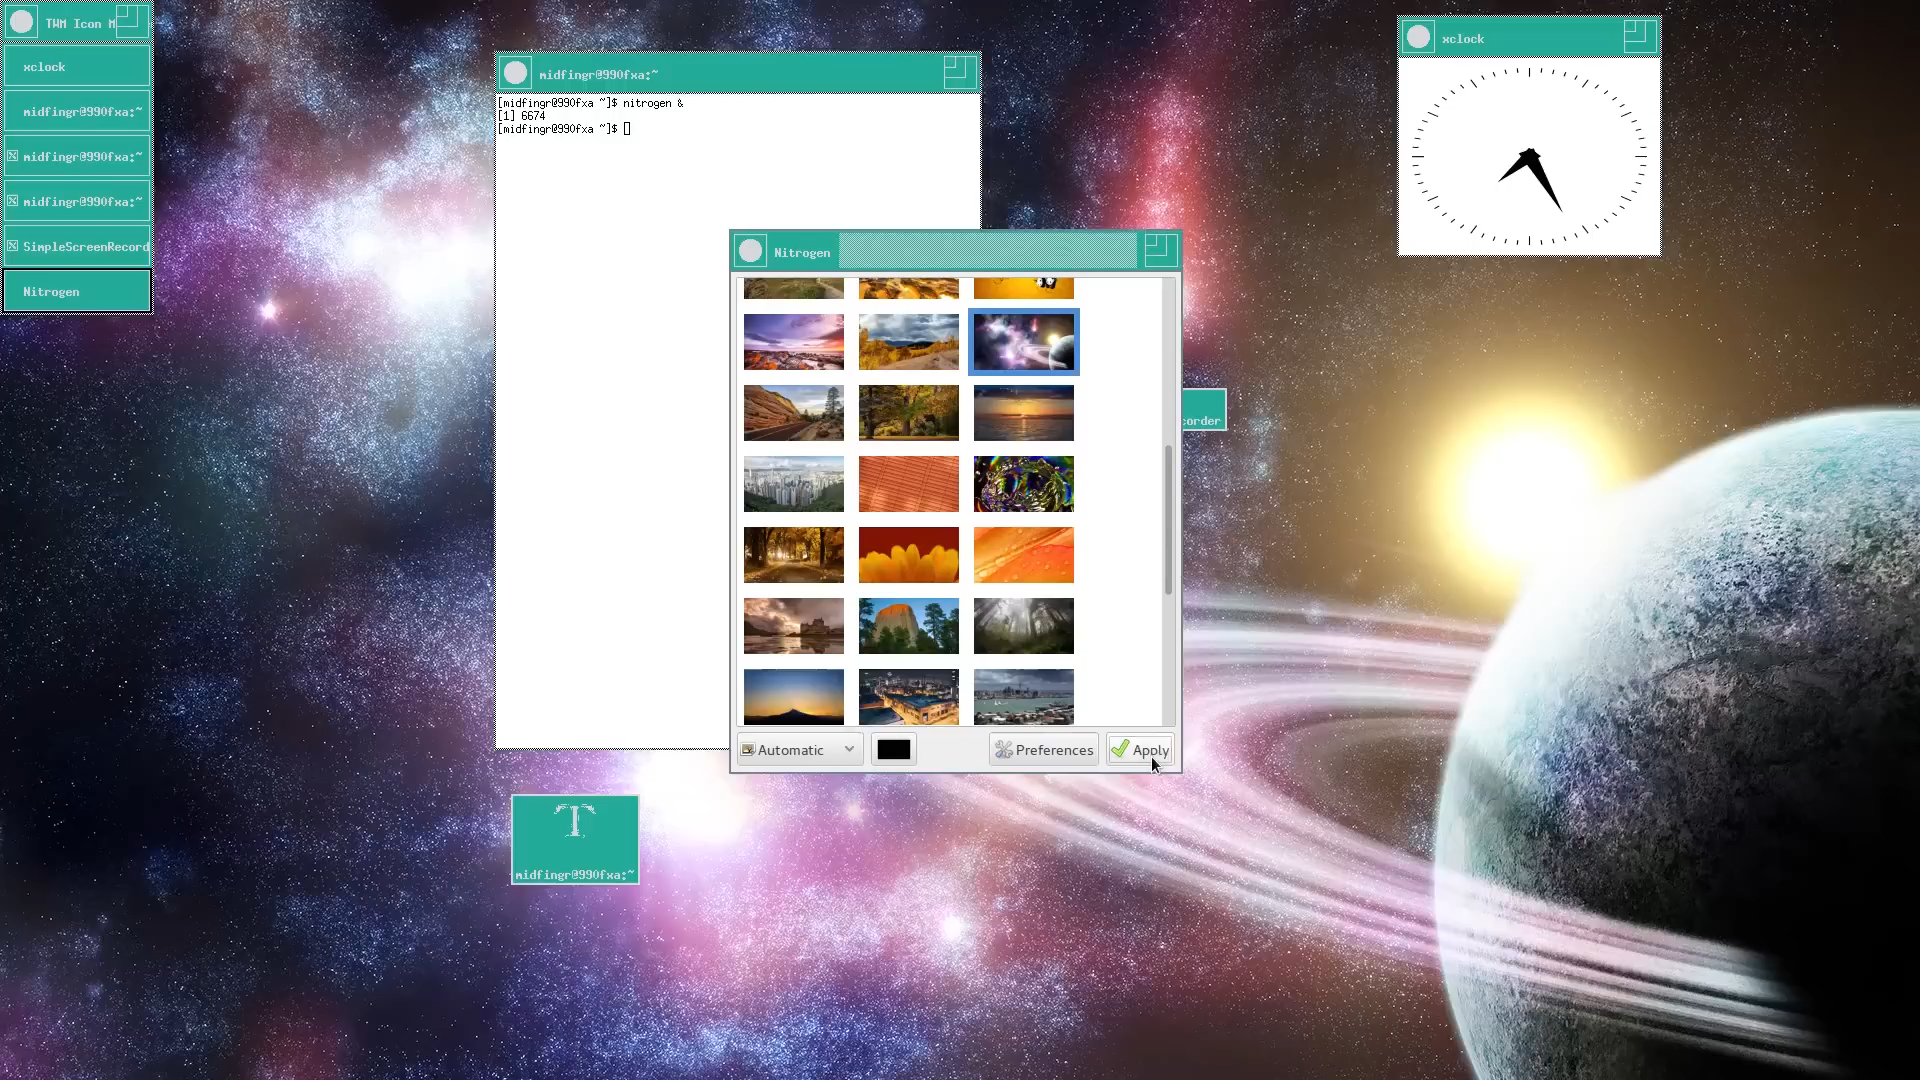 TWM Icon M
xclock
midfingr@990fxa:~
midfingr@990fxa:~
midfingr@990fxa:~
SimpleScreenRecord
Nitrogen
midfingr@990fxa:~
[midfingr@990fxa ~]$ nitrogen &
[1] 6674
[midfingr@990fxa ~]$
xclock
Nitrogen
corder
Automatic
Preferences
Apply
T
midfingr@990fxa:~